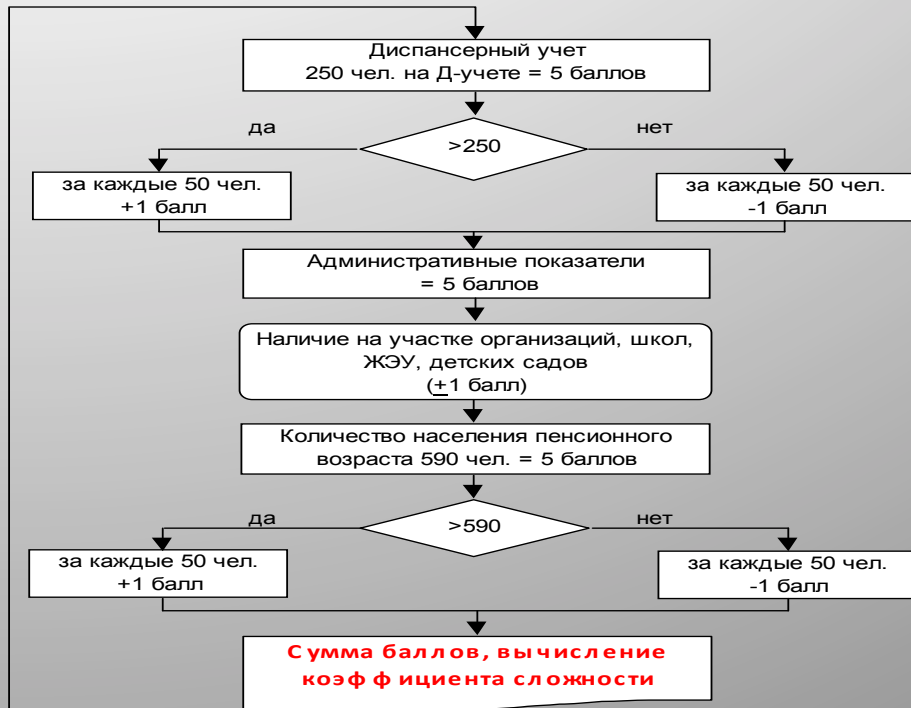 Диспансерный учет
250 чел. на Д-учете = 5 баллов
да
>250
нет
за каждые 50 чел.
+1 балл
за каждые 50 чел.
-1 балл
Административные показатели
= 5 баллов
Наличие на участке организаций, школ,
ЖЭУ, детских садов
(±1 балл)
Количество населения пенсионного
возраста 590 чел. = 5 баллов
да
>590
нет
за каждые 50 чел.
+1 балл
за каждые 50 чел.
-1 балл
Сумма баллов, вычисление
коэффициента сложности